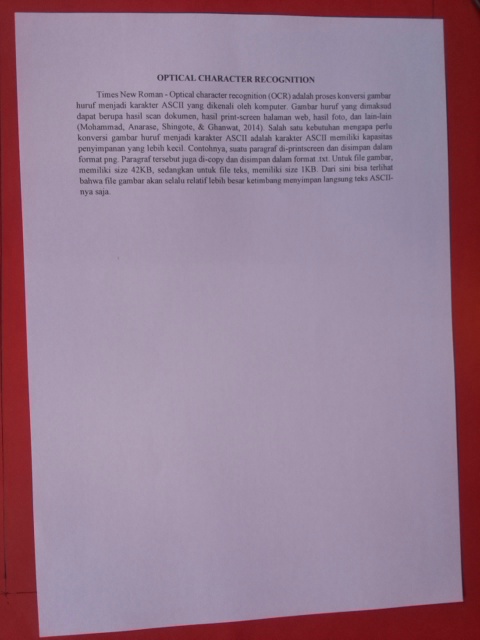 OPTICAL CHARACTER RECOGNITION
Times New Roman - Optical character recognition (OCR) adalah proses konversi gambar
huruf menjadi karakter ASCII yang dikenali oleh komputer. Gambar huruf yang dimaksud
dapat berupa hasil scan dokumen, hasil print-screen halaman web, hasil foto, dan lain-lain
(Mohammad, Anarase, Shingote, & Ghanwat, 2014). Salah satu kebutuhan mengapa perlu
konversi gambar huruf menjadi karakter ASCII adalah karakter ASCII memiliki kapasitas
penyimpanan yang lebih kecil. Contohnya, suatu paragraf di-printscreen dan disimpan dalam
format png. Paragraf tersebut juga di-copy dan disimpan dalam format .txt. Untuk file gambar,
memiliki size 42KB, sedangkan untuk file teks, memiliki size 1KB. Dari sini bisa terlihat
bahwa file gambar akan selalu relatif lebih besar ketimbang menyimpan langsung teks ASCII-
nya saja.